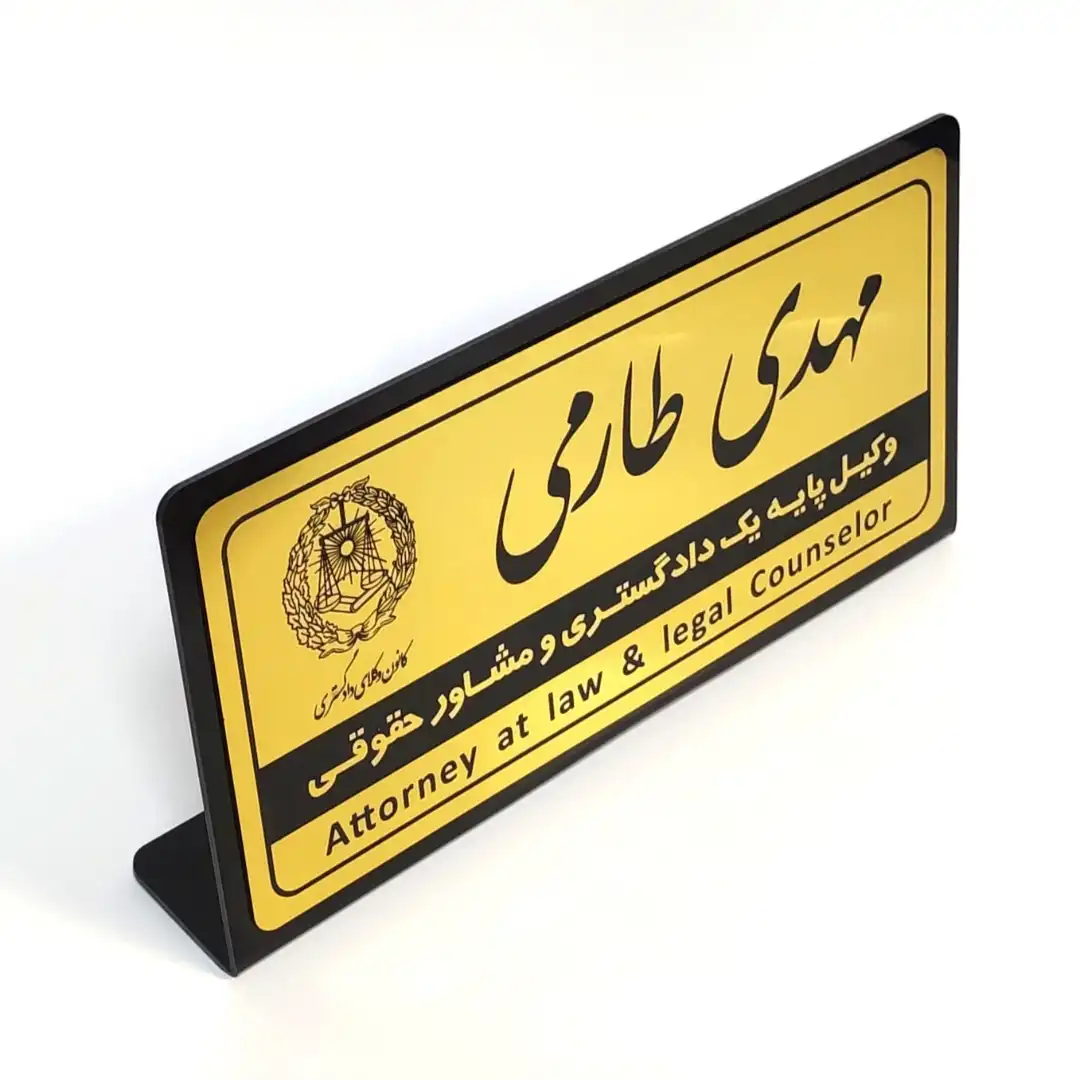 مهدی طارمی
کانون وکلای دادگستری
وکیل پایه یک دادگستری و مشاور حقوقی
Attorney at law & legal Counselor